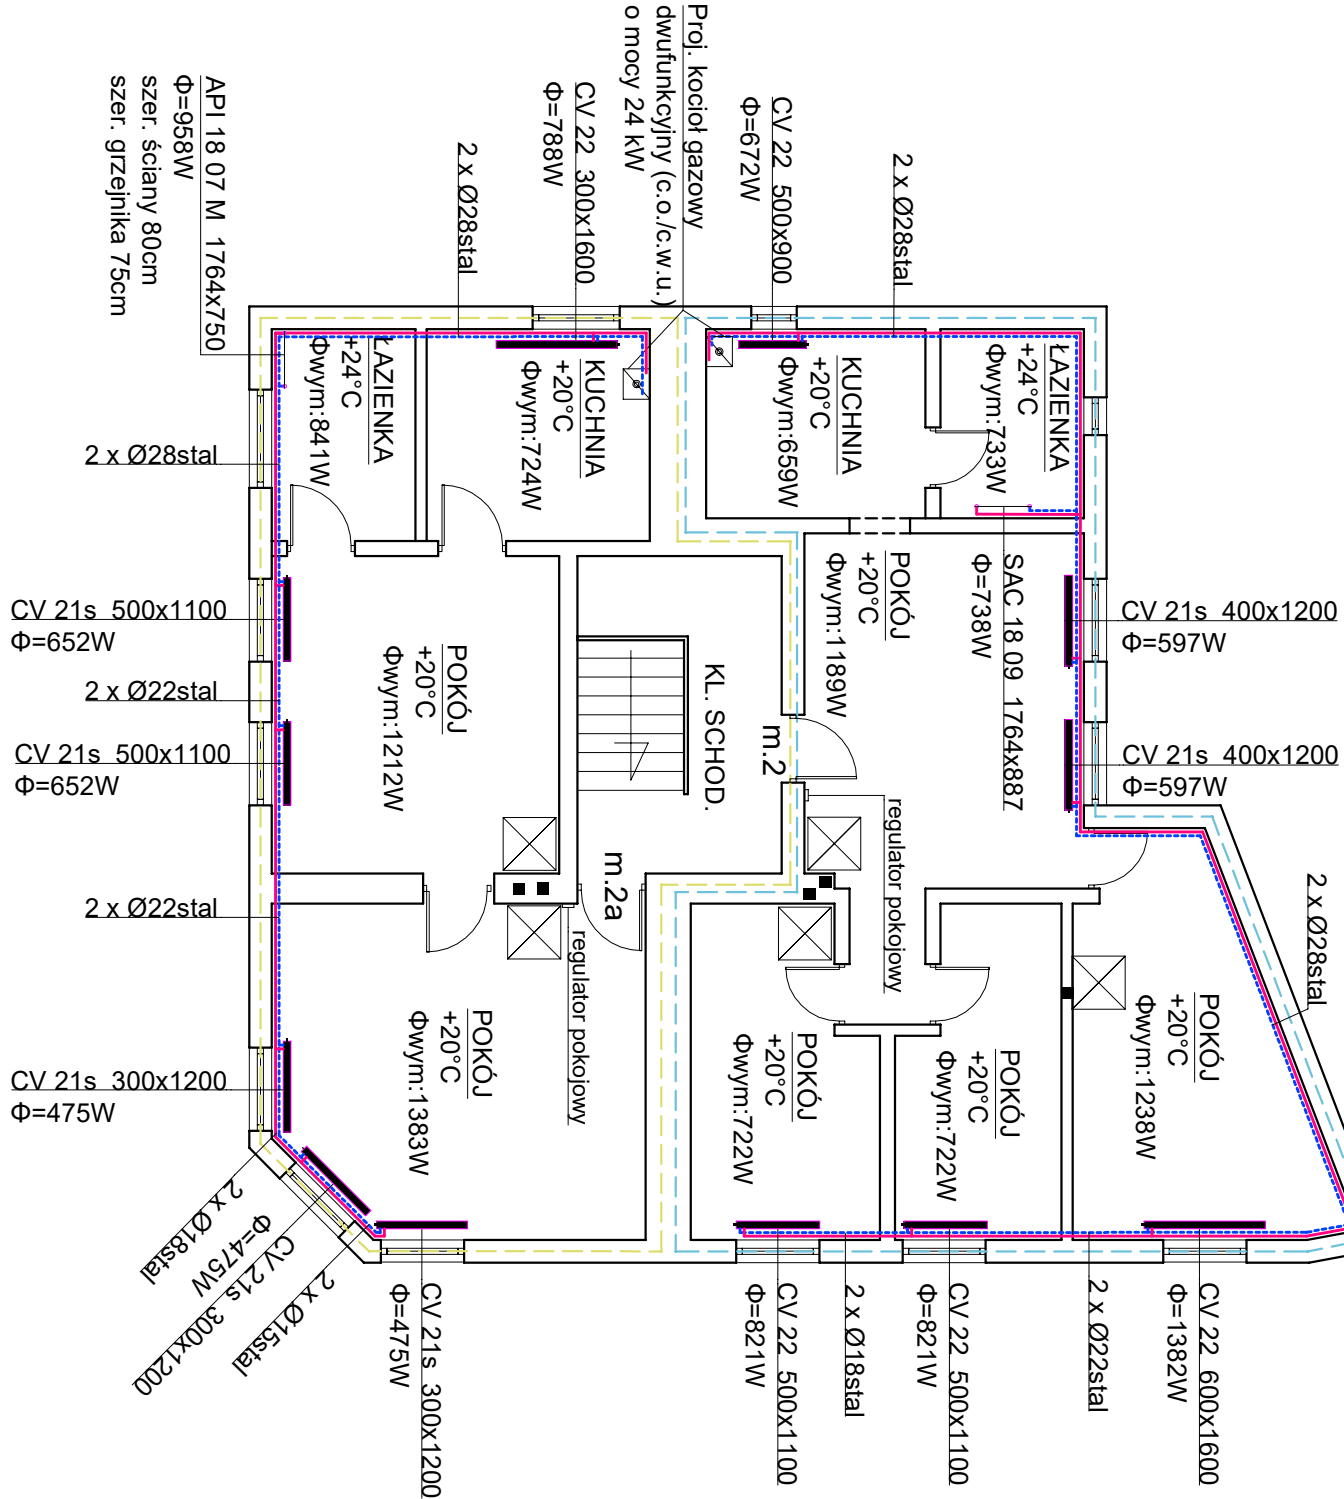 Proj. kocioł gazowy
dwufunkcyjny (c.o./c.w.u.)
o mocy 24 kW
API 18 07 M 1764x750
Φ=958W
szer. ściany 80cm
szer. grzejnika 75cm
2 x Ø28stal
CV 22 300x1600
Φ=788W
CV 22 500x900
Φ=672W
2 x Ø28stal
ŁAZIENKA
+24°C
Φwym:841W
KUCHNIA
+20°C
Φwym:724W
KUCHNIA
+20°C
Φwym:659W
ŁAZIENKA
+24°C
Φwym:733W
2 x Ø28stal
SAC 18 09 1764x887
Φ=738W
POKÓJ
+20°C
Φwym:1189W
CV 21s 500x1100
Φ=652W
2 x Ø22stal
CV 21s 500x1100
Φ=652W
POKÓJ
+20°C
Φwym:1212W
KL. SCHOD.
m.2
m.2a
CV 21s 400x1200
Φ=597W
CV 21s 400x1200
Φ=597W
regulator pokojowy
regulator pokojowy
2 x Ø22stal
2 x Ø28stal
POKÓJ
+20°C
Φwym:1383W
POKÓJ
+20°C
Φwym:722W
POKÓJ
+20°C
Φwym:722W
POKÓJ
+20°C
Φwym:1238W
CV 21s 300x1200
Φ=475W
2 x Ø18stal
CV 21s 300x1200
Φ=475W
2 x Ø15stal
CV 21s 300x1200
Φ=475W
CV 22 500x1100
Φ=821W
2 x Ø18stal
CV 22 500x1100
Φ=821W
2 x Ø22stal
CV 22 600x1600
Φ=1382W